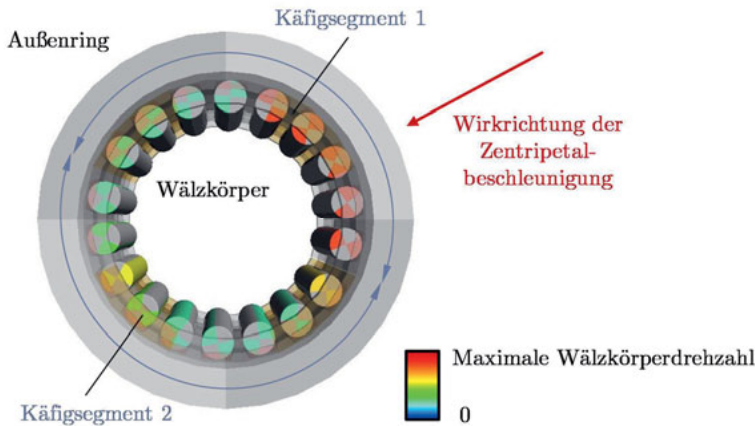 Käfigsegment 1
Außenring
Wirkrichtung der
Zentripetal-
beschleunigung
Wälzkörper
Maximale Wälzkörperdrehzahl
0
Käfigsegment 2